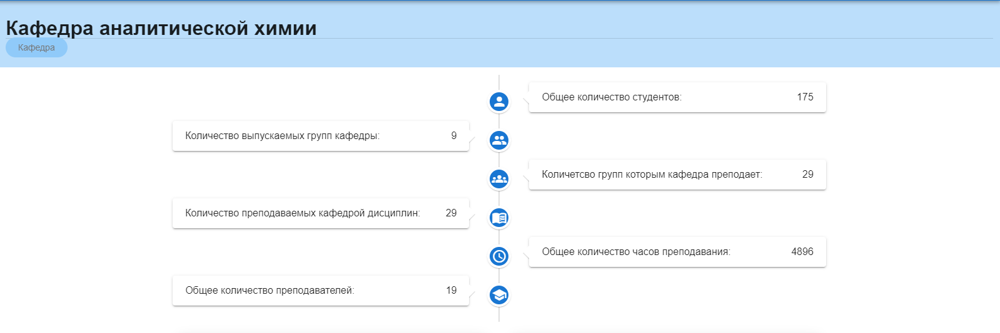 Кафедра аналитической химии
Кафедра
Общее количество студентов: 175
Количество выпускаемых групп кафедры: 9
Количетсво групп которым кафедра преподает: 29
Количество преподаваемых кафедрой дисциплин: 29
Общее количество часов преподавания: 4896
Общее количество преподавателей: 19